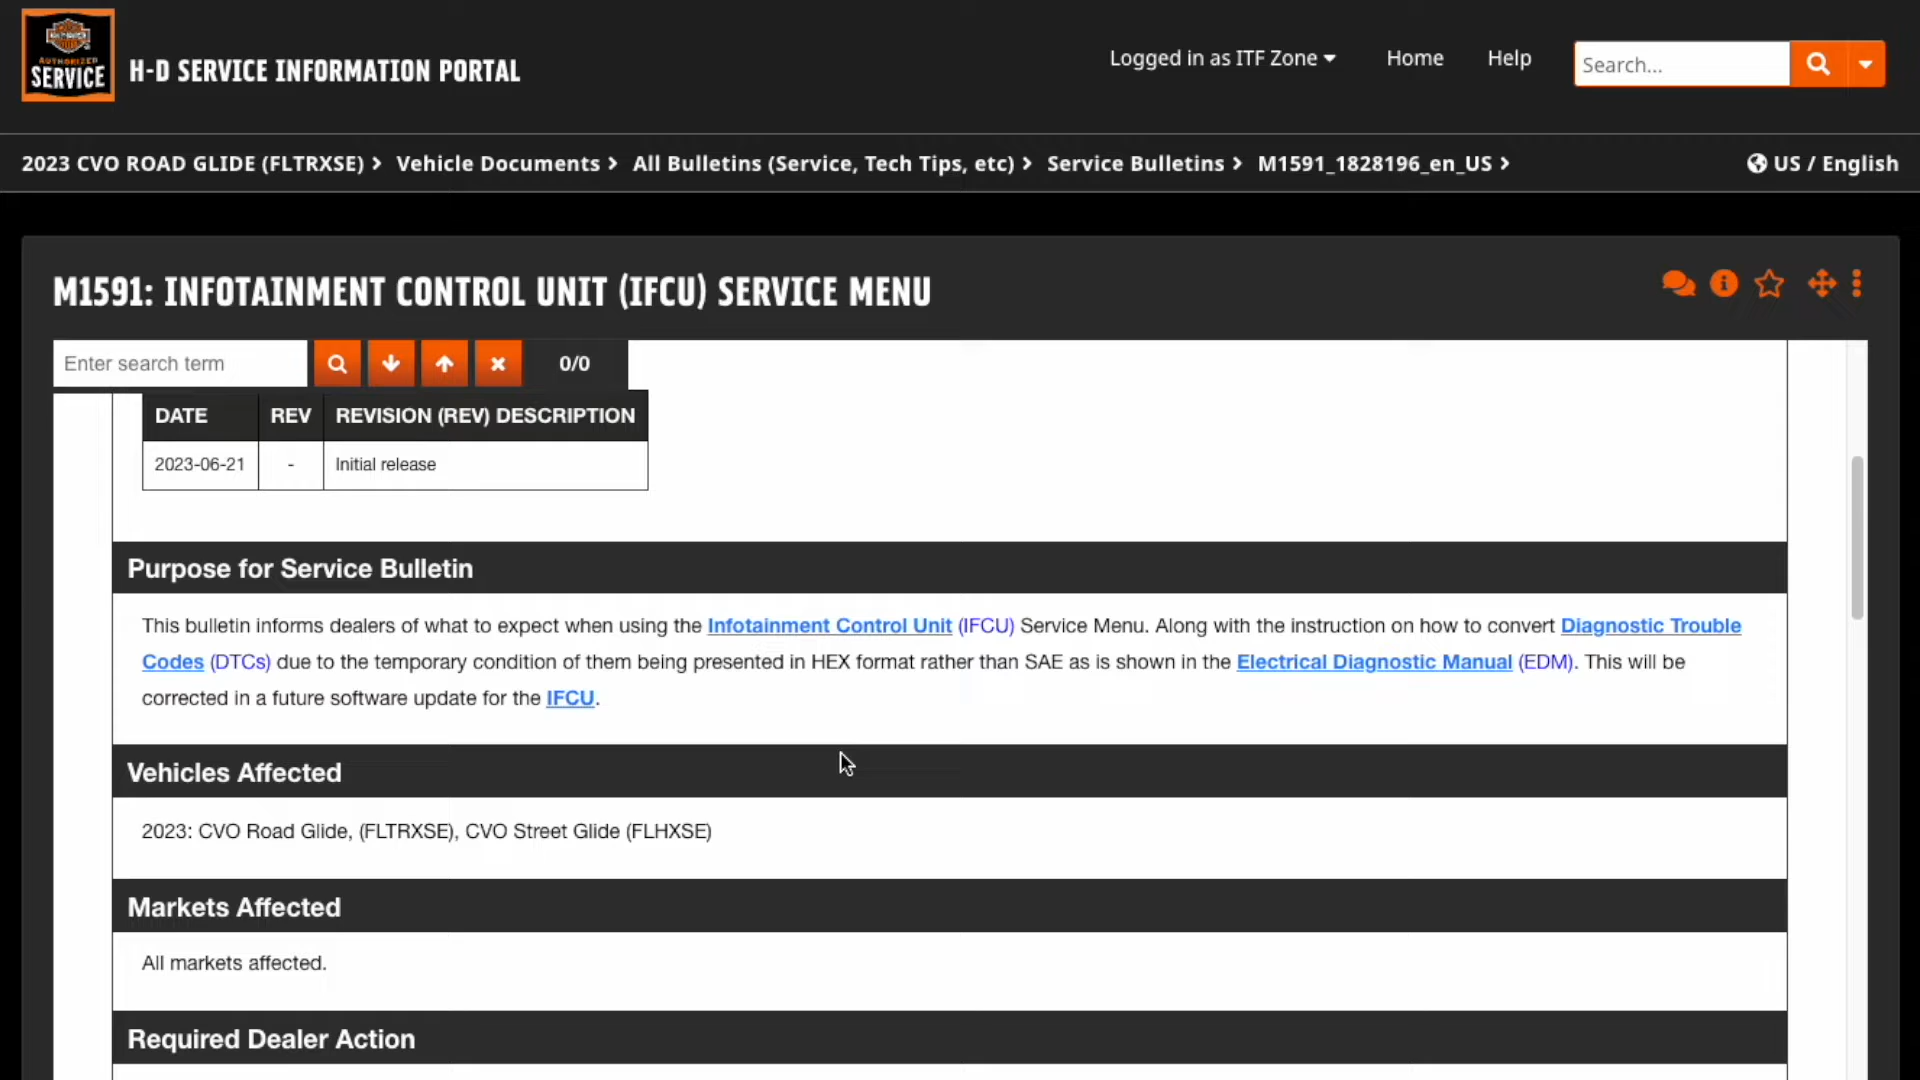 AUTHORIZED
SERVICE
H-D SERVICE INFORMATION PORTAL
Logged in as ITF Zone
Home
Help
Search...
2023 CVO ROAD GLIDE (FLTRXSE) > Vehicle Documents > All Bulletins (Service, Tech Tips, etc) > Service Bulletins > M1591_1828196_en_US >
US / English
M1591: INFOTAINMENT CONTROL UNIT (IFCU) SERVICE MENU
Enter search term
0/0
DATE REV REVISION (REV) DESCRIPTION
2023-06-21 - Initial release
Purpose for Service Bulletin
This bulletin informs dealers of what to expect when using the Infotainment Control Unit (IFCU) Service Menu. Along with the instruction on how to convert Diagnostic Trouble
Codes (DTCs) due to the temporary condition of them being presented in HEX format rather than SAE as is shown in the Electrical Diagnostic Manual (EDM). This will be
corrected in a future software update for the IFCU.
Vehicles Affected
2023: CVO Road Glide, (FLTRXSE), CVO Street Glide (FLHXSE)
Markets Affected
All markets affected.
Required Dealer Action